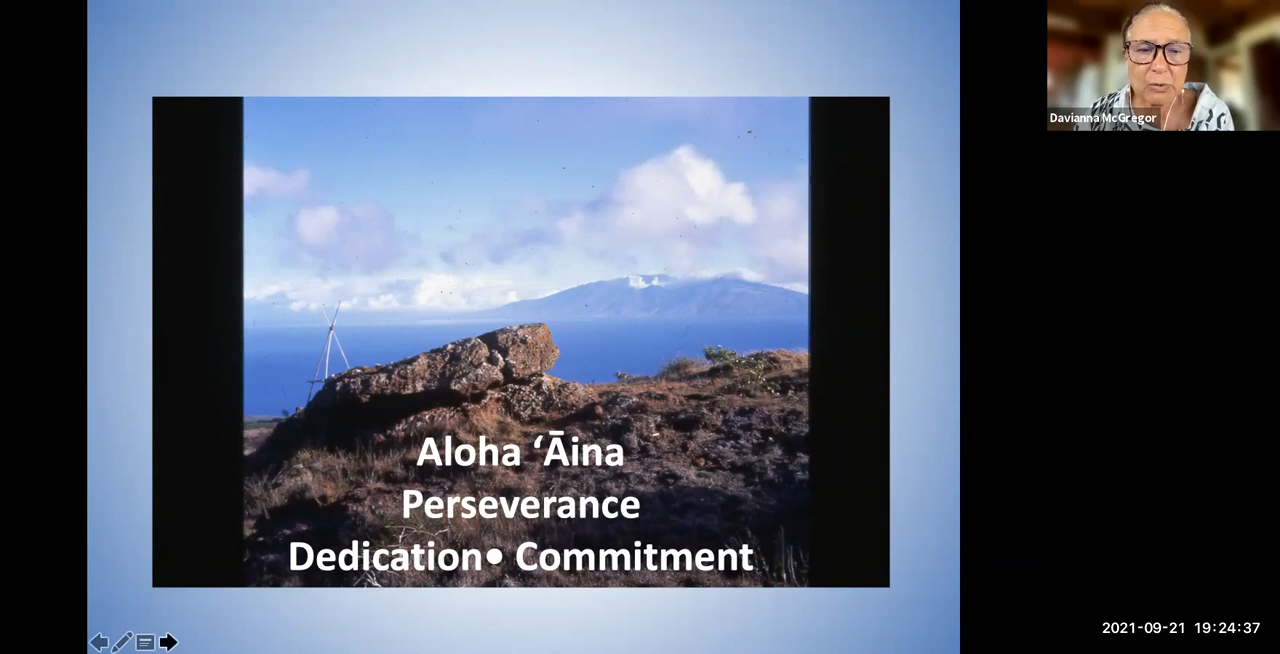 Davianna McGregor
Aloha ʻĀina
Perseverance
Dedication• Commitment
2021-09-21 19:24:37